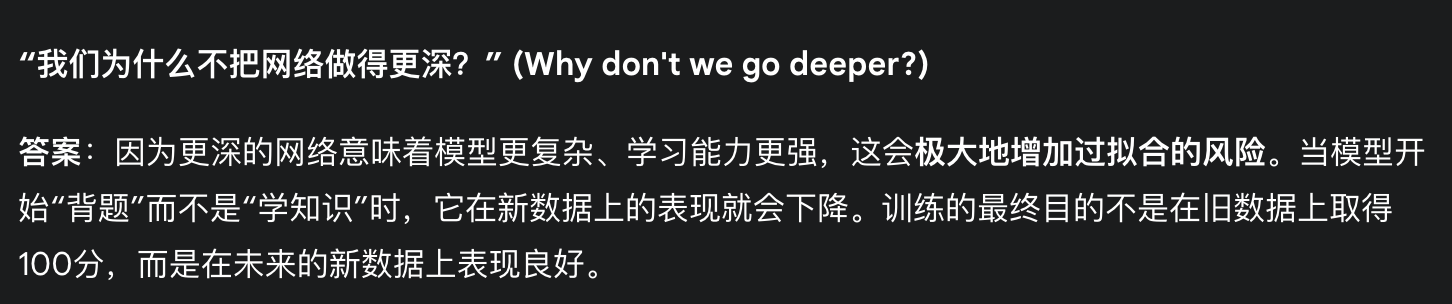 “我们为什么不把网络做得更深？” (Why don't we go deeper?)
答案：因为更深的网络意味着模型更复杂、学习能力更强，这会极大地增加过拟合的风险。当模型开
始“背题”而不是“学知识”时，它在新数据上的表现就会下降。训练的最终目的不是在旧数据上取得
100分，而是在未来的新数据上表现良好。